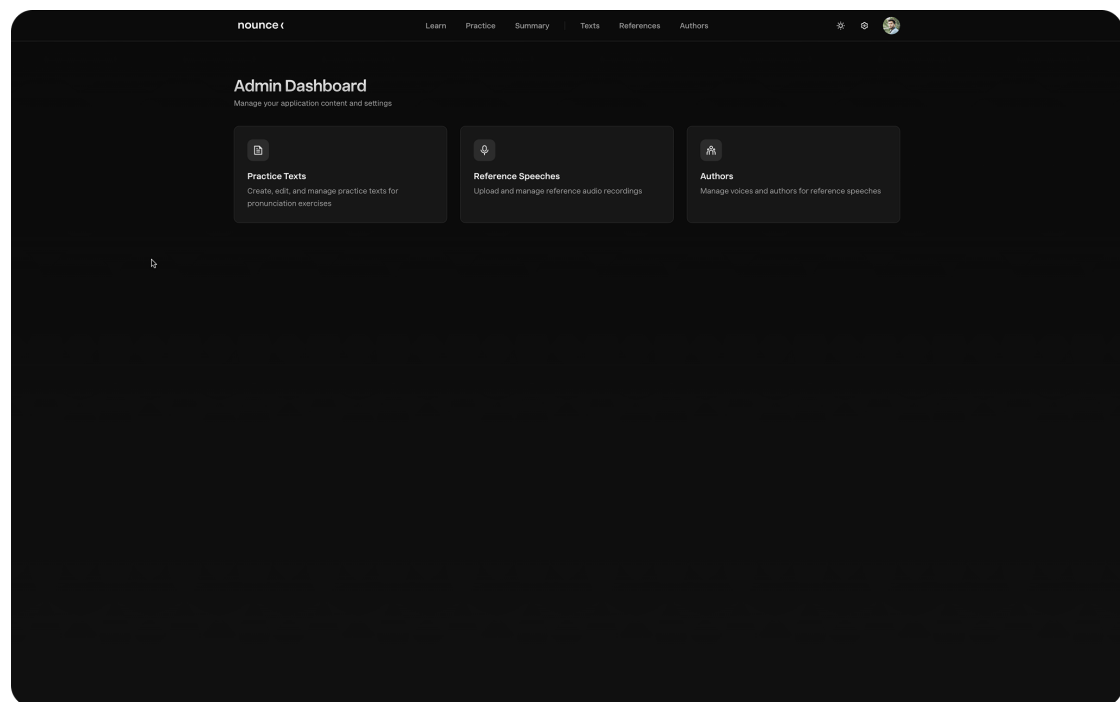 nounce
Learn Practice Summary Texts References Authors
Admin Dashboard
Manage your application content and settings
Practice Texts
Create, edit, and manage practice texts for
pronunciation exercises
Reference Speeches
Upload and manage reference audio recordings
Authors
Manage voices and authors for reference speeches